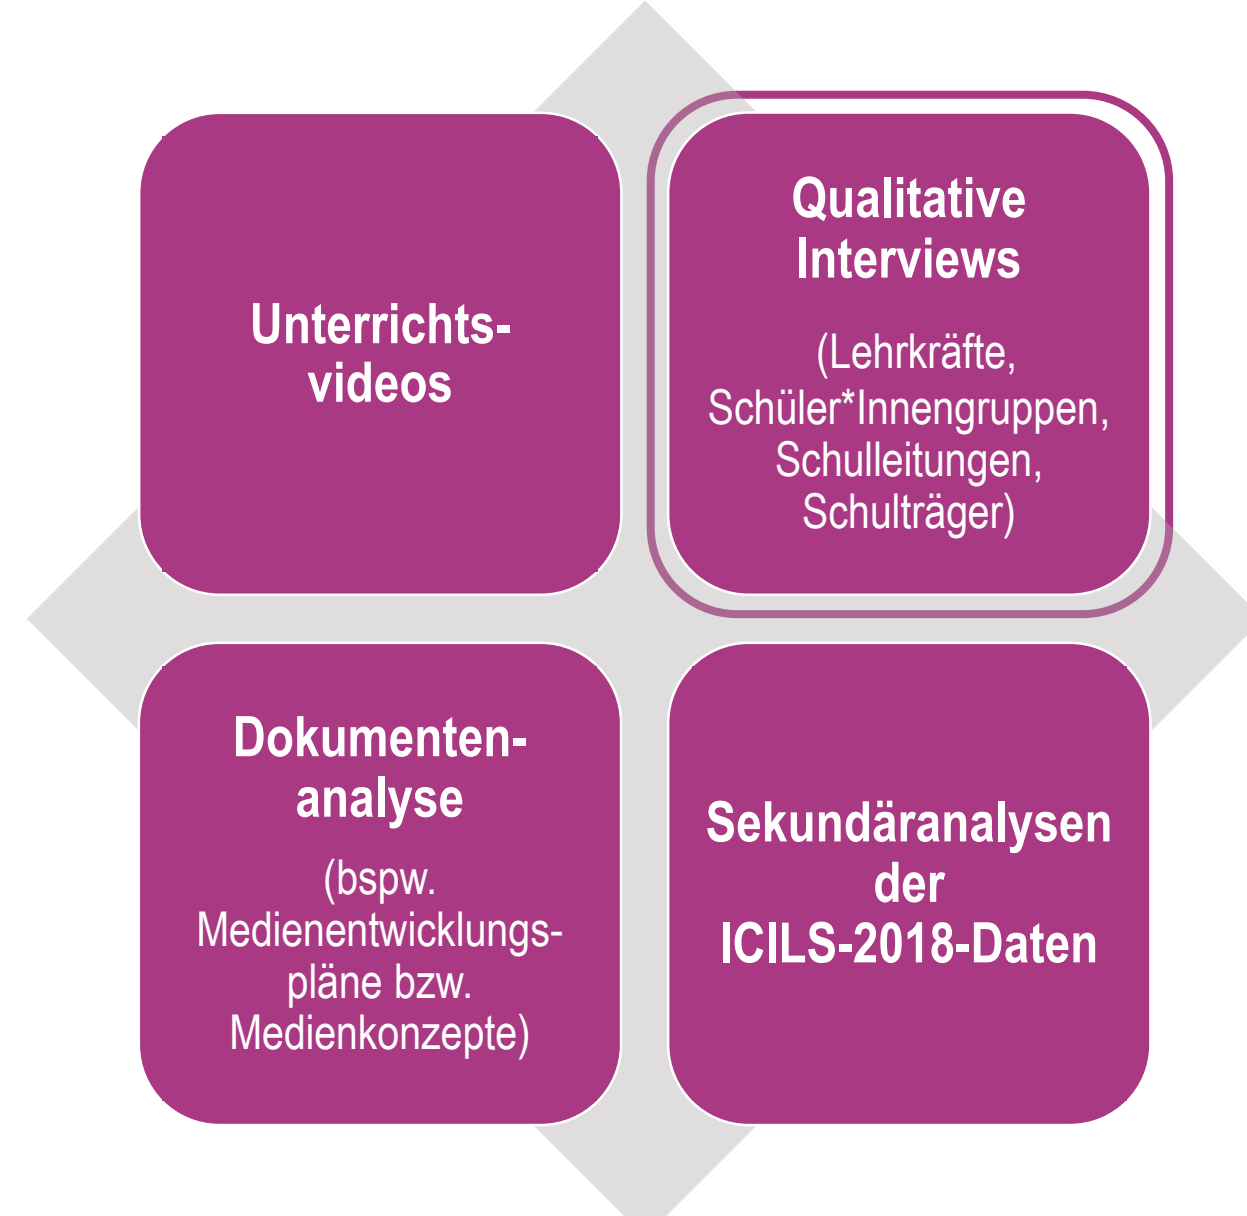 Unterrichts-
videos
Qualitative
Interviews
(Lehrkräfte,
Schüler*Innengruppen,
Schulleitungen,
Schulträger)
Dokumenten-
analyse
(bspw.
Medienentwicklungs-
pläne bzw.
Medienkonzepte)
Sekundäranalysen
der
ICILS-2018-Daten